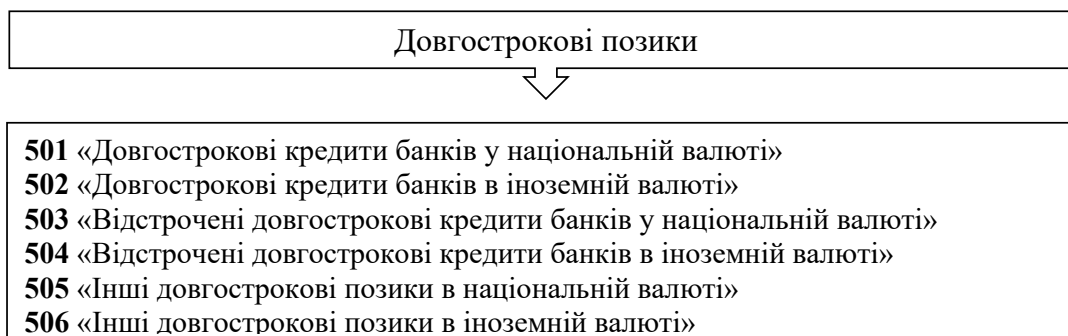 Довгострокові позики
501 «Довгострокові кредити банків у національній валюті»
502 «Довгострокові кредити банків в іноземній валюті»
503 «Відстрочені довгострокові кредити банків у національній валюті»
504 «Відстрочені довгострокові кредити банків в іноземній валюті»
505 «Інші довгострокові позики в національній валюті»
506 «Інші довгострокові позики в іноземній валюті»